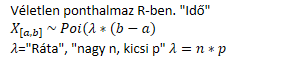 Véletlen ponthalmaz R-ben. "Idő"
X[a,b] ~ Poi(λ * (b − a)
λ="Ráta", "nagy n, kicsi p" λ = n * p